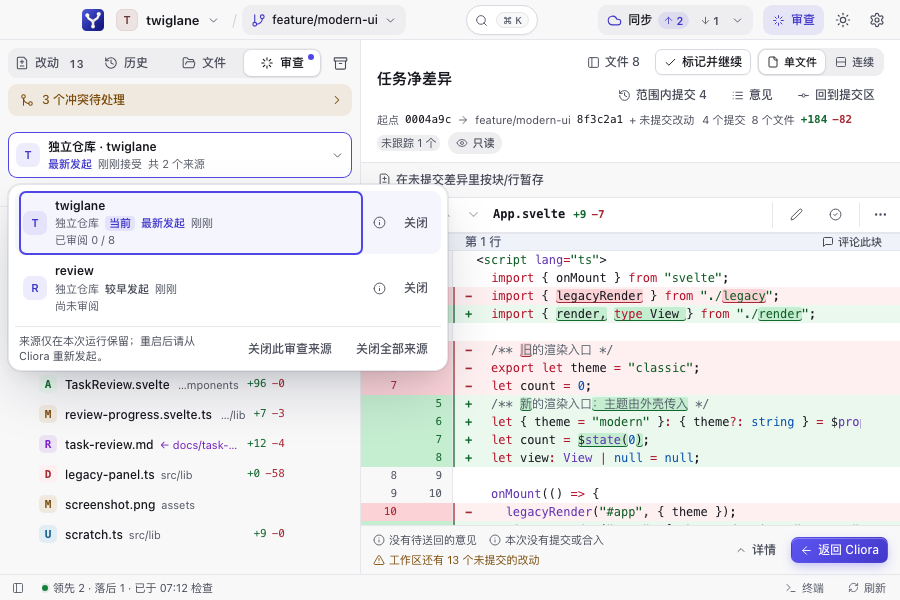 T twiglane / feature/modern-ui ⌘ K 同步 ↑ 2 ↓ 1 审查
改动 13 历史 文件 审查
3 个冲突待处理
T 独立仓库 · twiglane
最新发起 刚刚接受 共 2 个来源
T twiglane
独立仓库 当前 最新发起 刚刚
已审阅 0 / 8
关闭
R review
独立仓库 较早发起 刚刚
尚未审阅
关闭
来源仅在本次运行保留；重启后请从
Cliora 重新发起。
关闭此审查来源 关闭全部来源
A TaskReview.svelte …mponents +96 −0
M review-progress.svelte.ts …/lib +7 −3
R task-review.md ← docs/task-… +12 −4
D legacy-panel.ts src/lib +0 −58
M screenshot.png assets
U scratch.ts src/lib +9 −0
任务净差异
文件 8 标记并继续 单文件 连续
范围内提交 4 意见 回到提交区
起点 0004a9c → feature/modern-ui 8f3c2a1 + 未提交改动 4 个提交 8 个文件 +184 −82
未跟踪 1 个 只读
在未提交差异里按块/行暂存
App.svelte +9 −7
第 1 行 评论此块
<script lang="ts">
import { onMount } from "svelte";
− import { legacyRender } from "./legacy";
+ import { render, type View } from "./render";
− /** 旧的渲染入口 */
− export let theme = "classic";
7 − let count = 0;
5 + /** 新的渲染入口：主题由外壳传入 */
6 + let { theme = "modern" }: { theme?: string } = $pro
7 + let count = $state(0);
8 + let view: View | null = null;
8 9
9 10 onMount(() => {
10 − legacyRender("#app", { theme });
没有待送回的意见 本次没有提交或合入
工作区还有 13 个未提交的改动
详情 ← 返回 Cliora
领先 2 · 落后 1 · 已于 07:12 检查 终端 刷新